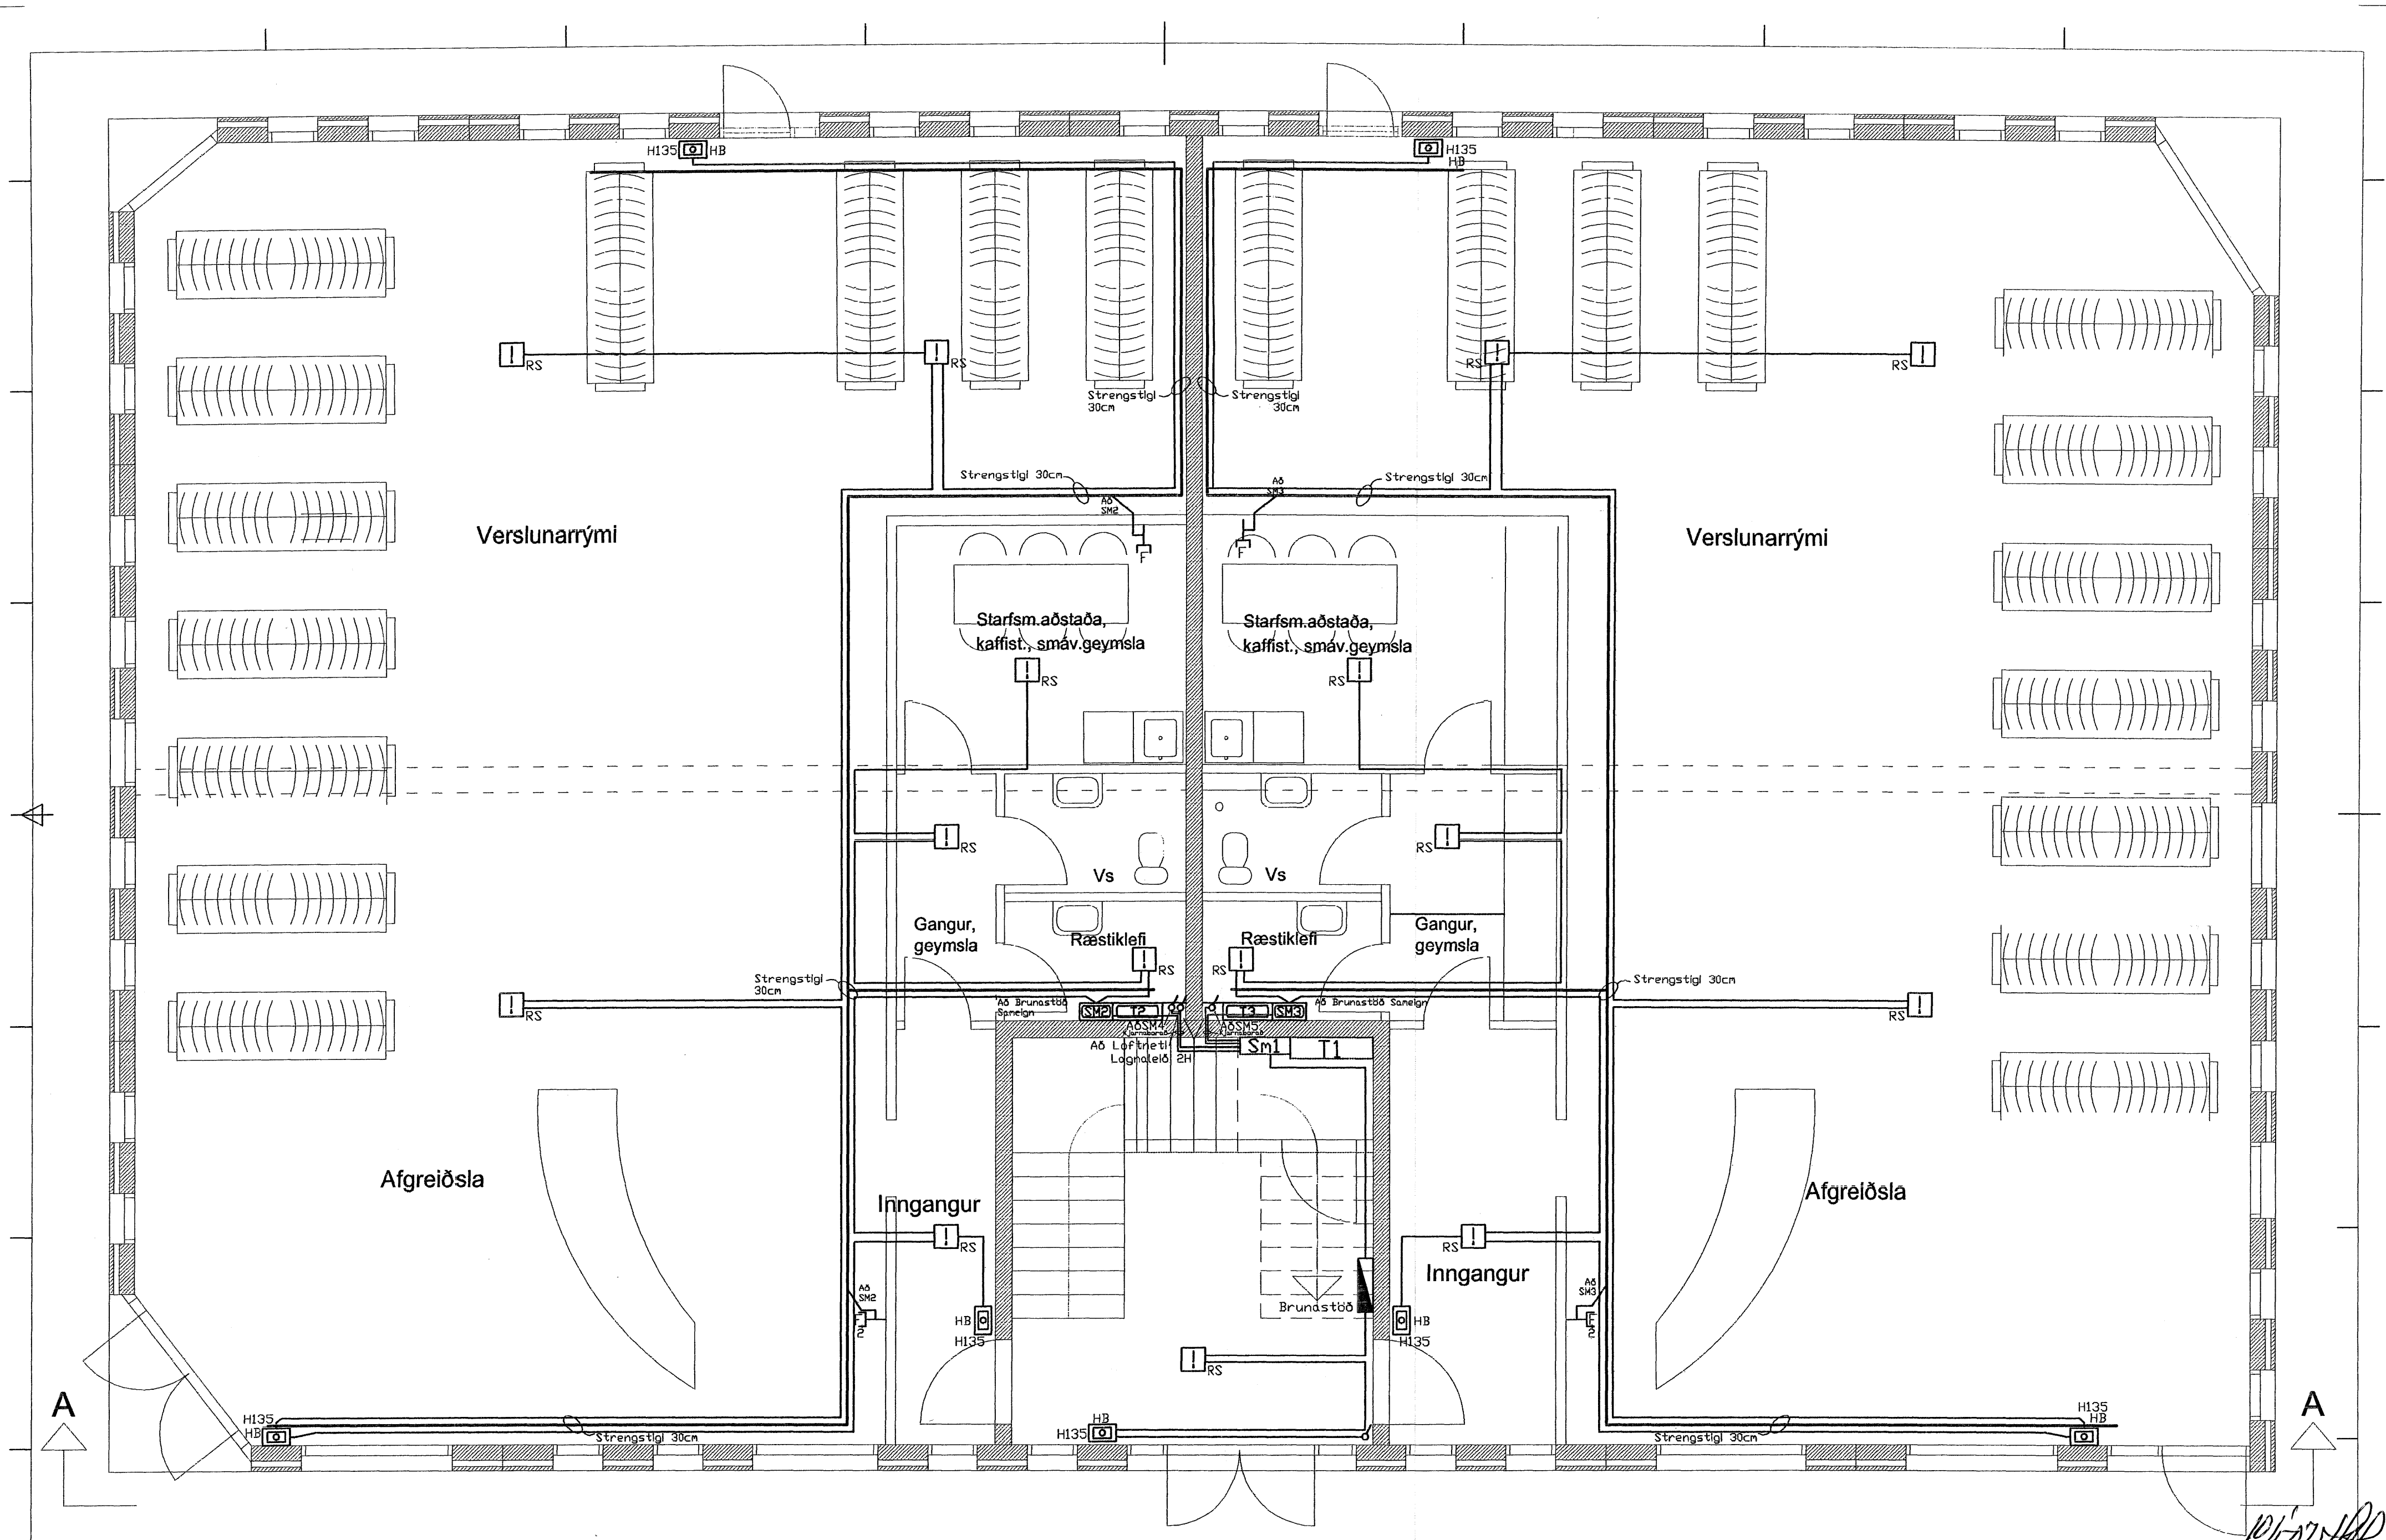 H135 HB
H135
HB
RS
RS
RS
RS
Strengstigi
30cm
Strengstigi
30cm
Strengstigi 30cm
Að
SM2
Að
SM3
Strengstigi 30cm
Verslunarrými
Verslunarrými
F
F
Starfsm.aðstaða,
kaffist., smáv.geymsla
Starfsm.aðstaða,
kaffist., smáv.geymsla
RS
RS
RS
RS
Vs
Vs
Gangur,
geymsla
Ræstiklefi
Ræstiklefi
Gangur,
geymsla
RS
RS
Strengstigi
30cm
Strengstigi 30cm
RS
RS
Að Brunastöð
Sameign
SM2
T2
T3
SM3
Að Brunastöð Sameign
AðSM4
AðSM5
Að Loftneti
Lagnaleið 2H
Sm1
T1
Afgreiðsla
Afgreiðsla
Inngangur
RS
RS
Inngangur
Að
SM2
Að
SM3
F
2
F
2
HB
H135
HB
H135
Brunastöð
RS
A
A
H135
HB
Strengstigi 30cm
HB
H135
H135
HB
Strengstigi 30cm